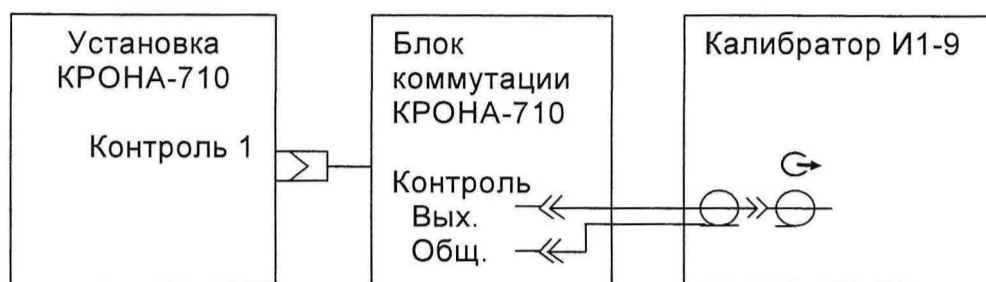 Установка
КРОНА-710
Контроль 1
Блок
коммутации
КРОНА-710
Контроль
Вых.
Общ.
Калибратор И1-9